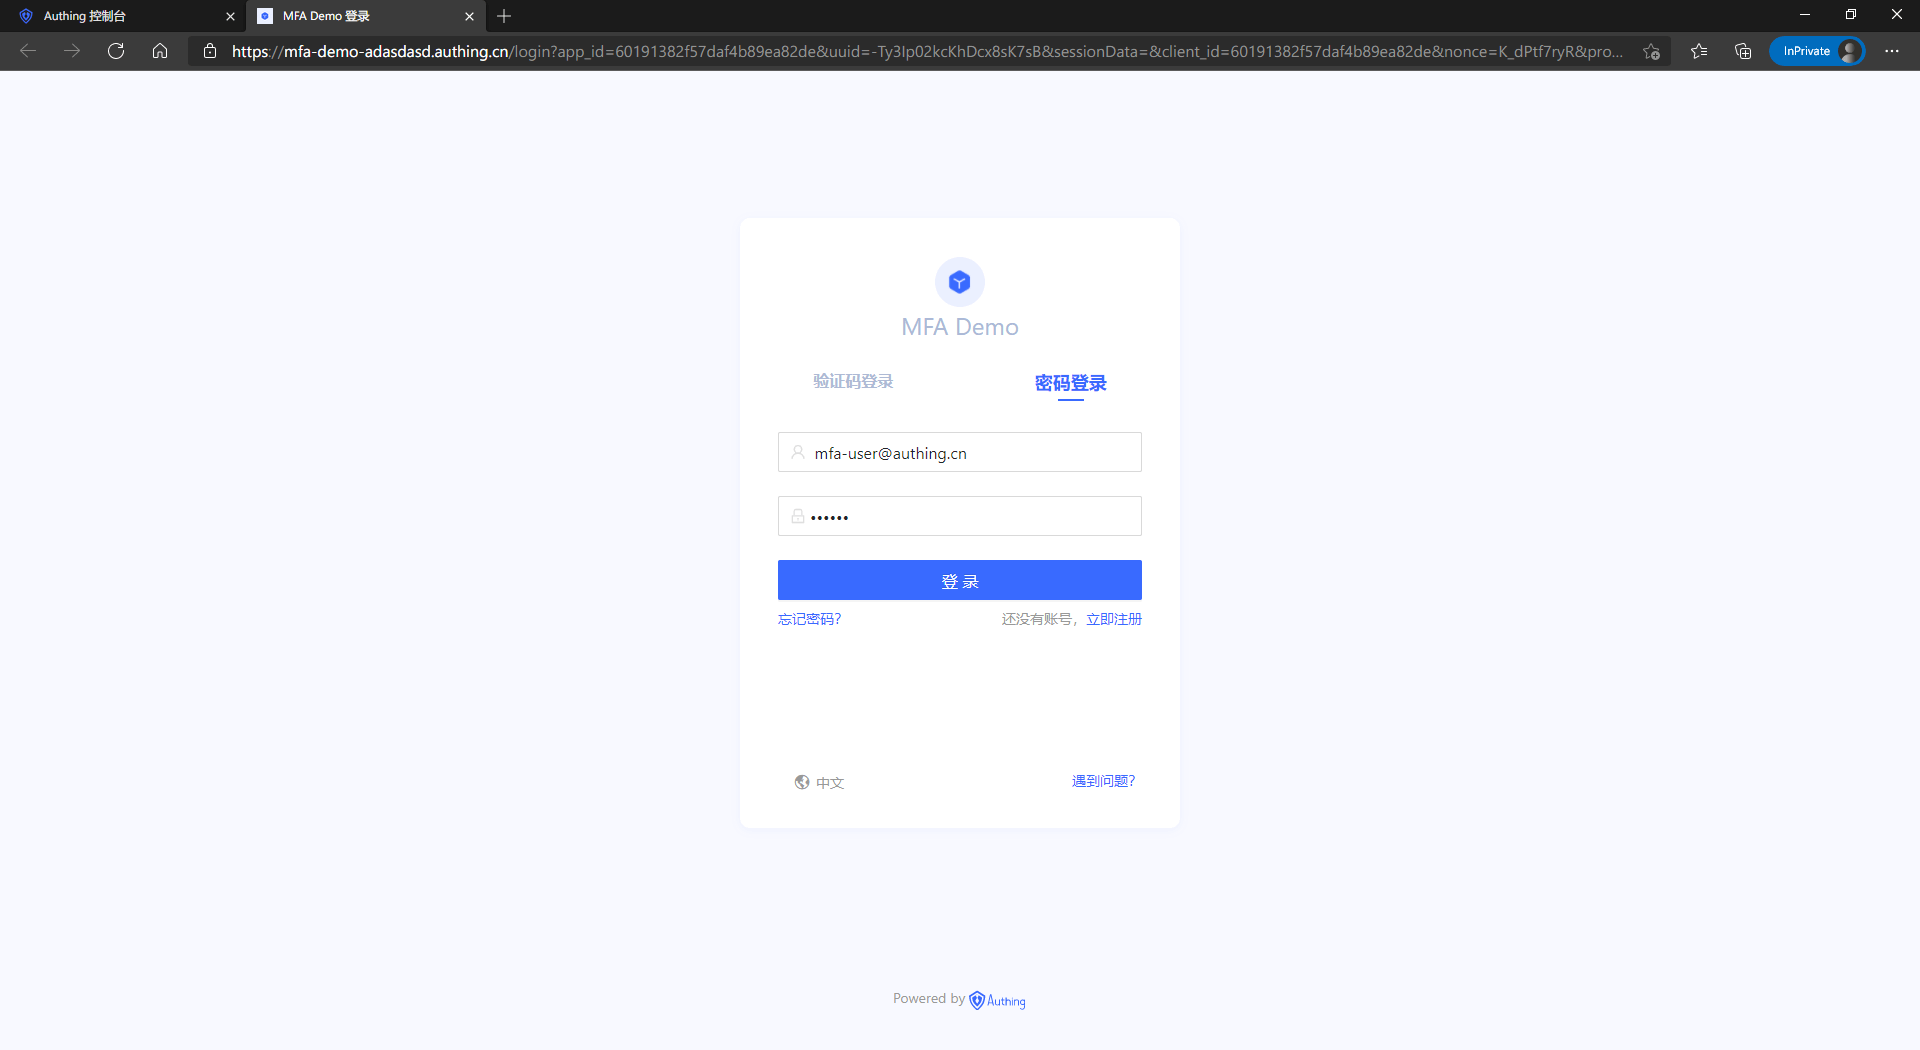 Authing 控制台
MFA Demo 登录
https://mfa-demo-adasdasd.authing.cn/login?app_id=60191382f57daf4b89ea82de&uuid=-Ty3Ip02kcKhDcx8sK7sB&sessionData=&client_id=60191382f57daf4b89ea82de&nonce=K_dPtf7ryR&pro...
InPrivate
MFA Demo
验证码登录
密码登录
mfa-user@authing.cn
••••••
登 录
忘记密码?
还没有账号，立即注册
中文
遇到问题?
Powered by Authing